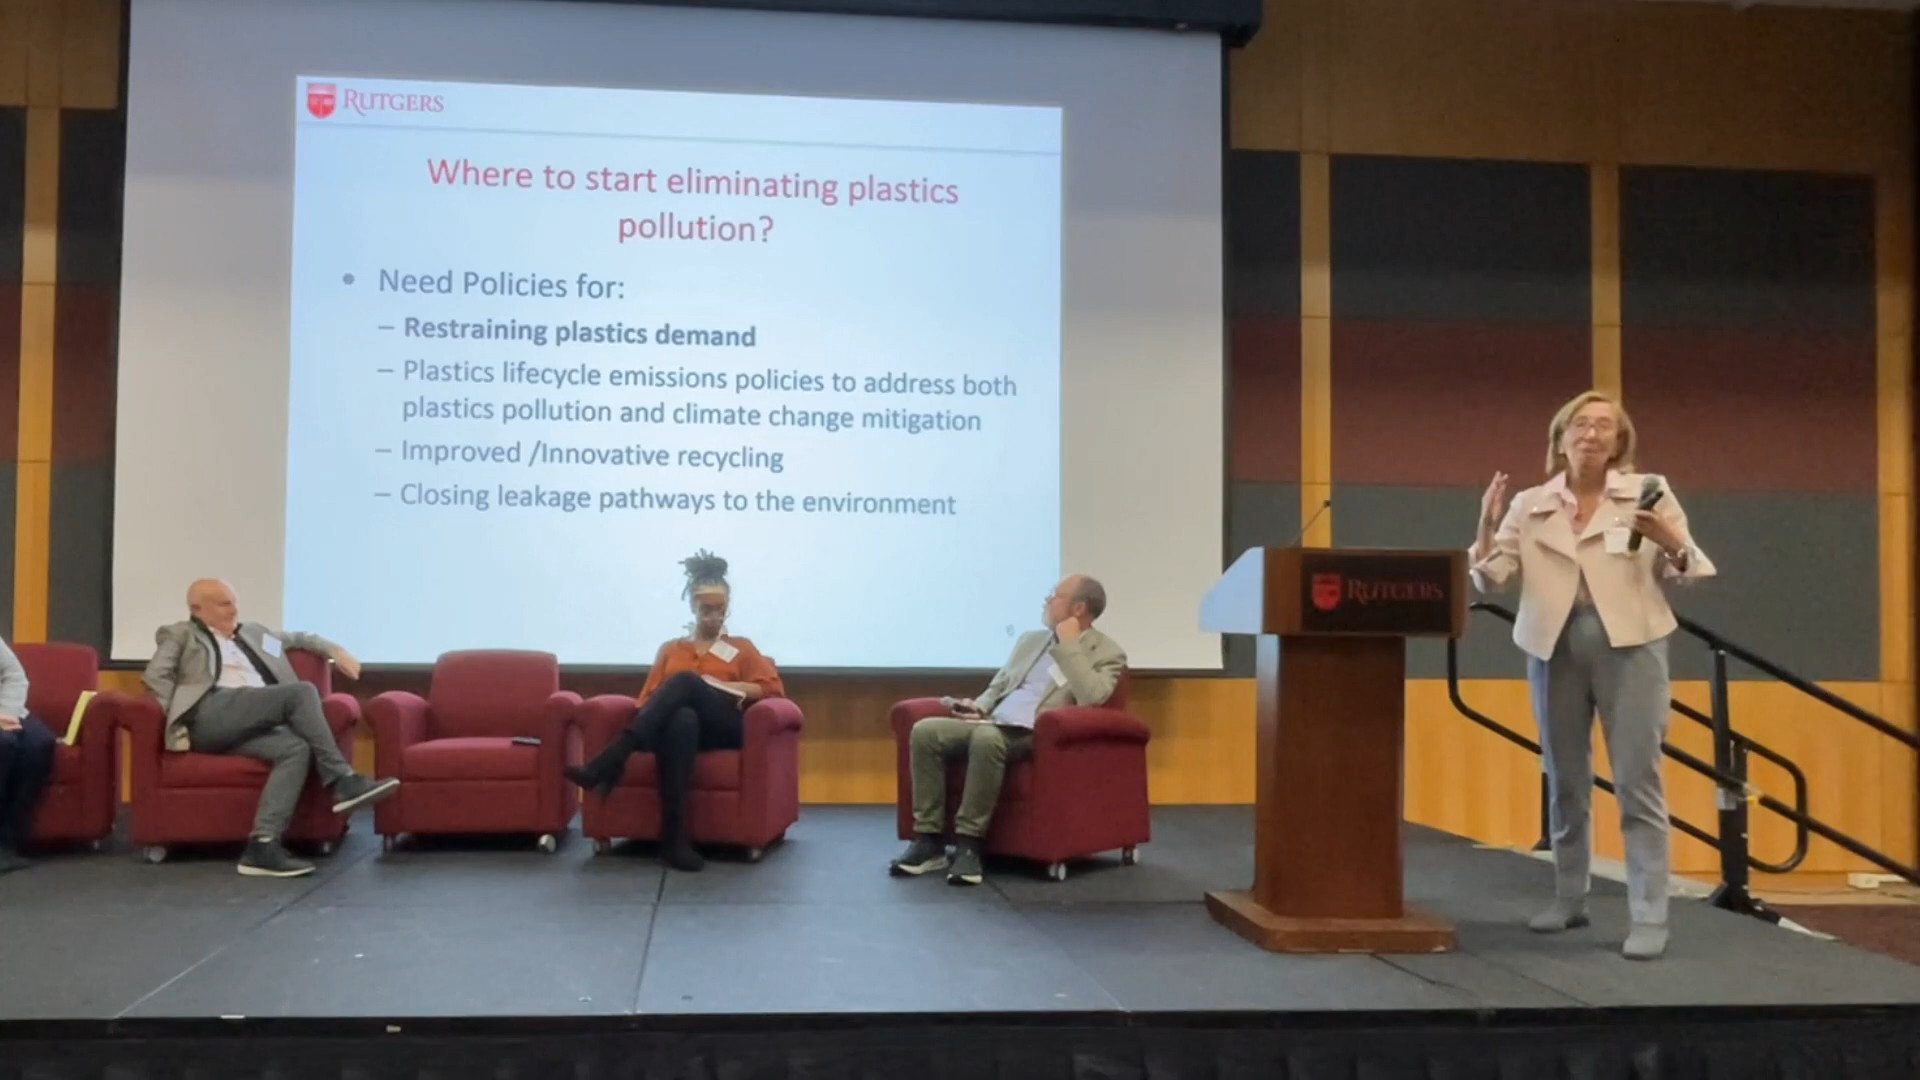 RUTGERS
Where to start eliminating plastics
pollution?
• Need Policies for:
– Restraining plastics demand
– Plastics lifecycle emissions policies to address both
plastics pollution and climate change mitigation
– Improved /Innovative recycling
– Closing leakage pathways to the environment
6
RUTGERS